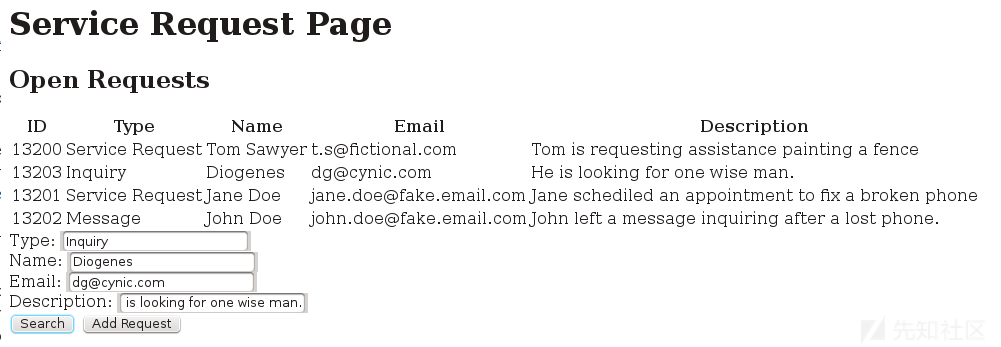 Service Request Page
Open Requests
ID Type Name Email Description
13200 Service Request Tom Sawyer t.s@fictional.com Tom is requesting assistance painting a fence
13203 Inquiry Diogenes dg@cynic.com He is looking for one wise man.
13201 Service Request Jane Doe jane.doe@fake.email.com Jane schediled an appointment to fix a broken phone
13202 Message John Doe john.doe@fake.email.com John left a message inquiring after a lost phone.
Type: Inquiry
Name: Diogenes
Email: dg@cynic.com
Description: is looking for one wise man.
Search Add Request
先知社区